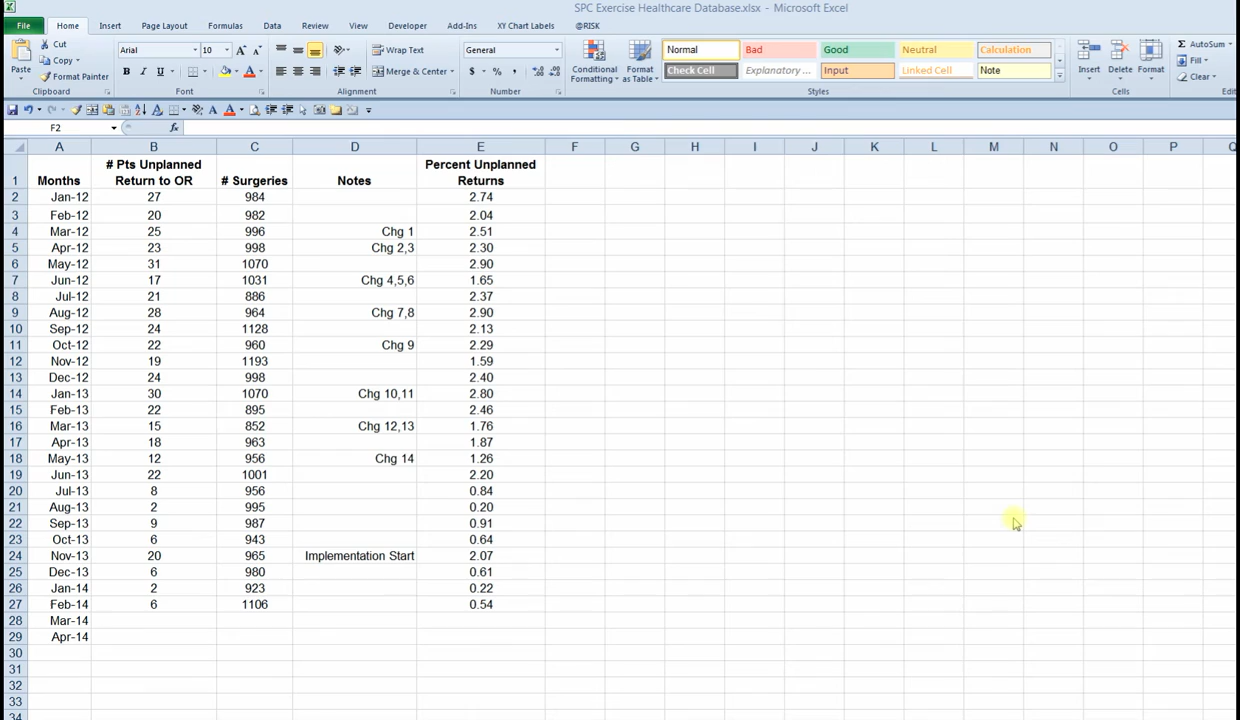 SPC Exercise Healthcare Database.xlsx - Microsoft Excel
File Home Insert Page Layout Formulas Data Review View Developer Add-Ins XY Chart Labels @RISK
Cut
Copy
Format Painter
Paste
Clipboard
Arial 10
B I U
Font
Wrap Text
Merge & Center
Alignment
General
$ % ,
Number
Conditional Formatting
Format as Table
Normal Bad Good Neutral Calculation
Check Cell Explanatory ... Input Linked Cell Note
Styles
Insert Delete Format
Cells
AutoSum
Fill
Clear
F2 fx
A B C D E F G H I J K L M N O P
1 Months # Pts Unplanned Return to OR # Surgeries Notes Percent Unplanned Returns
2 Jan-12 27 984 2.74
3 Feb-12 20 982 2.04
4 Mar-12 25 996 Chg 1 2.51
5 Apr-12 23 998 Chg 2,3 2.30
6 May-12 31 1070 2.90
7 Jun-12 17 1031 Chg 4,5,6 1.65
8 Jul-12 21 886 2.37
9 Aug-12 28 964 Chg 7,8 2.90
10 Sep-12 24 1128 2.13
11 Oct-12 22 960 Chg 9 2.29
12 Nov-12 19 1193 1.59
13 Dec-12 24 998 2.40
14 Jan-13 30 1070 Chg 10,11 2.80
15 Feb-13 22 895 2.46
16 Mar-13 15 852 Chg 12,13 1.76
17 Apr-13 18 963 1.87
18 May-13 12 956 Chg 14 1.26
19 Jun-13 22 1001 2.20
20 Jul-13 8 956 0.84
21 Aug-13 2 995 0.20
22 Sep-13 9 987 0.91
23 Oct-13 6 943 0.64
24 Nov-13 20 965 Implementation Start 2.07
25 Dec-13 6 980 0.61
26 Jan-14 2 923 0.22
27 Feb-14 6 1106 0.54
28 Mar-14
29 Apr-14
30
31
32
33
34